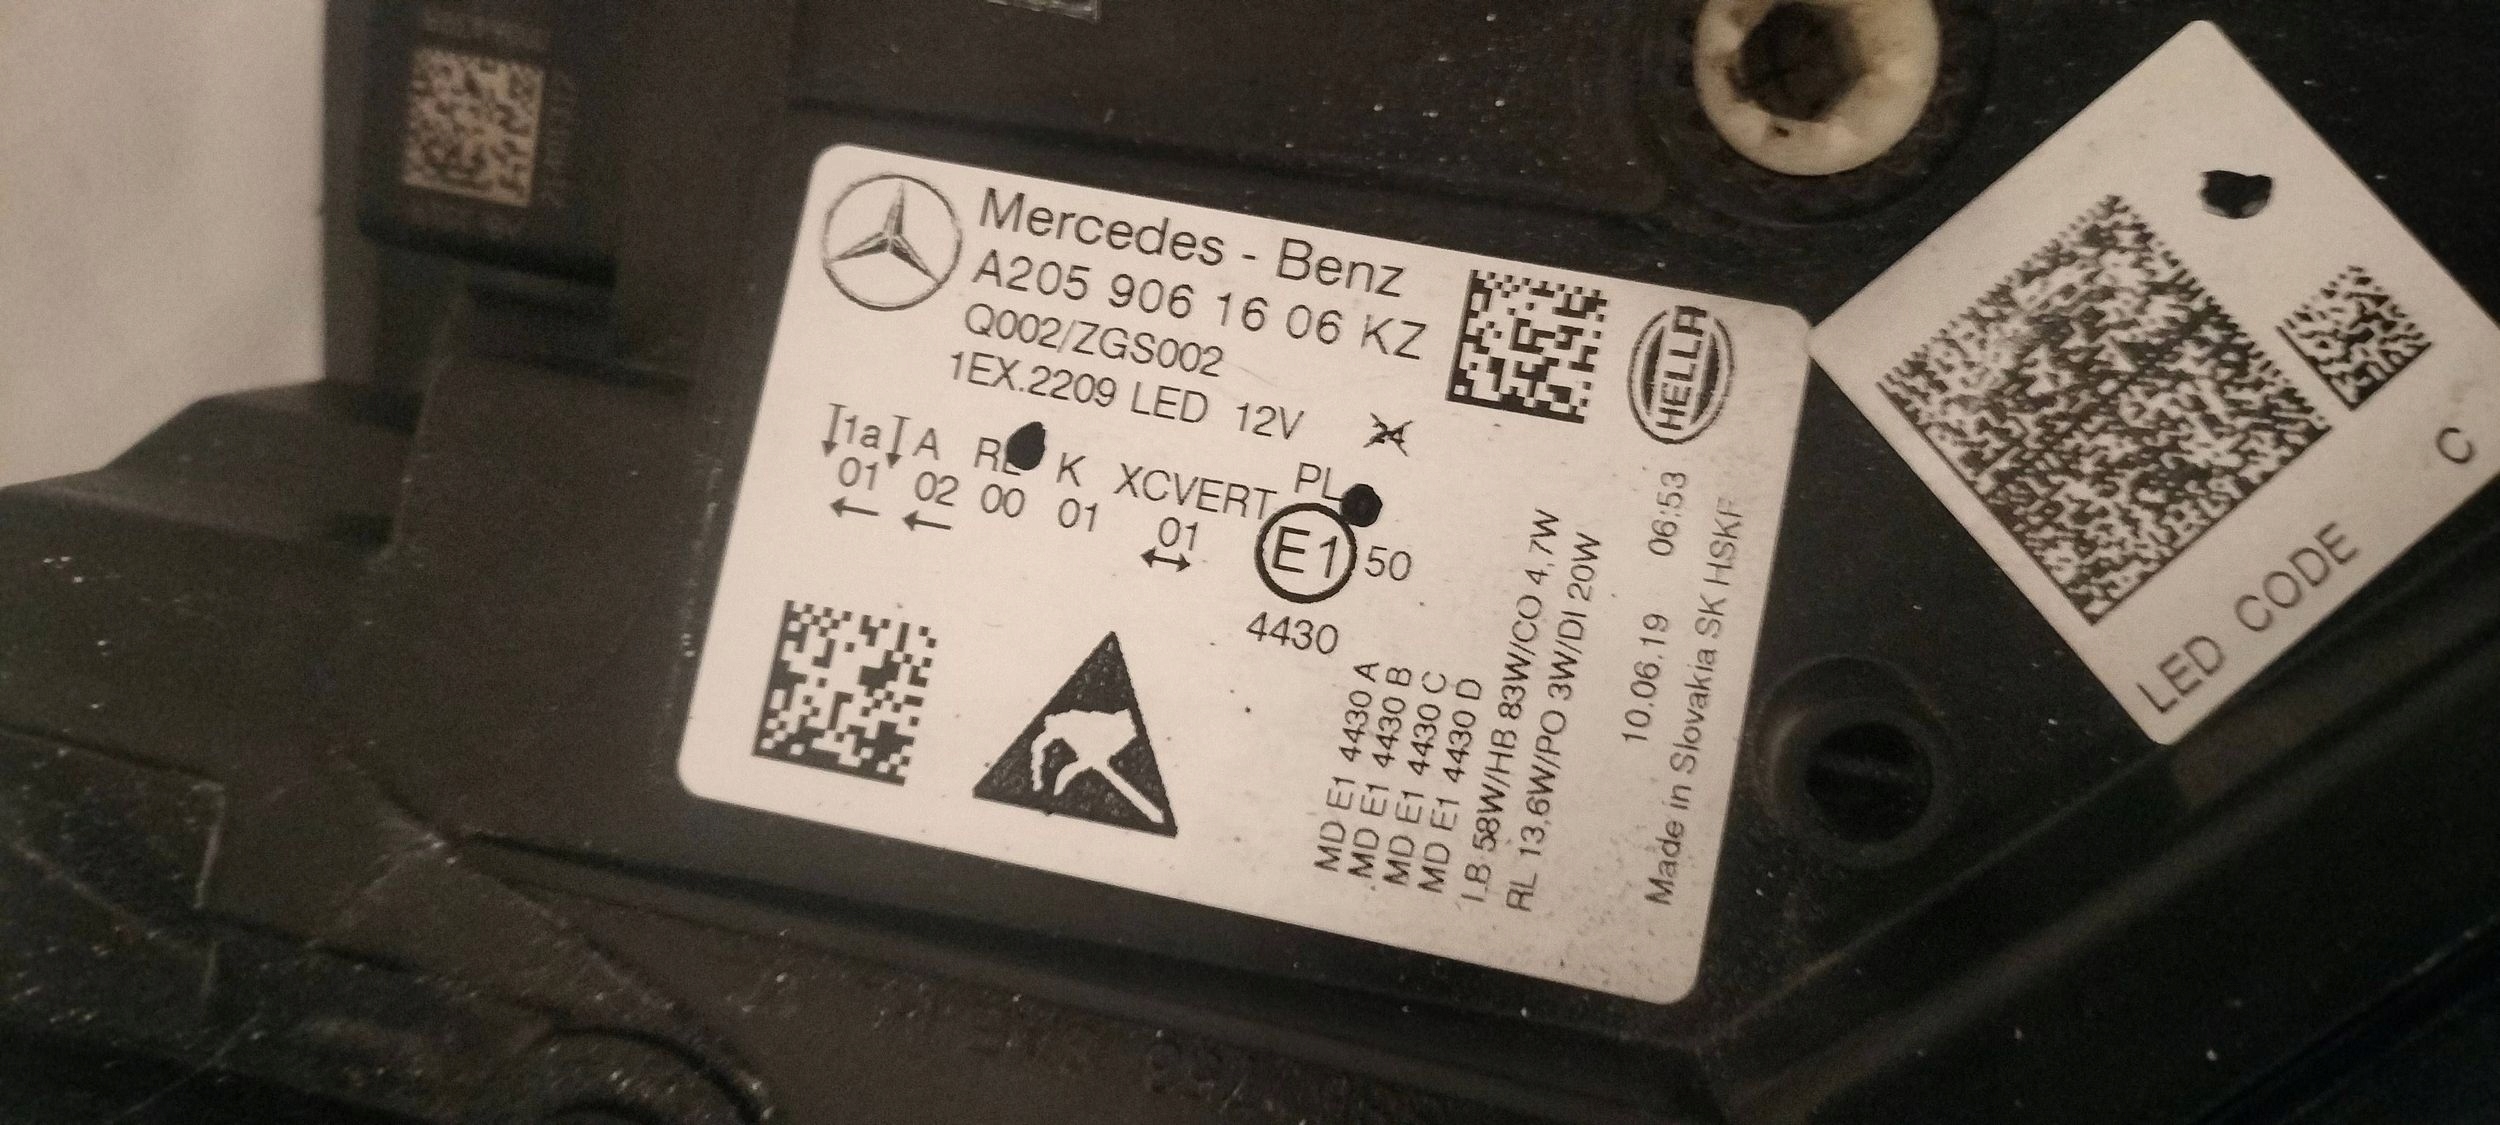 Mercedes - Benz
A205 906 16 06 KZ
Q002/ZGS002
1EX.2209 LED 12V
HELLA
1a A RL K XCVERT PL
01 02 00 01 01
E1 50
4430
MD E1 4430 A
MD E1 4430 B
MD E1 4430 C
MD E1 4430 D
LB 58W/HB 83W/CO 4,7W
RL 13,6W/PO 3W/DI 20W
10.06.19 06:53
Made in Slovakia SK HSKF
LED CODE C